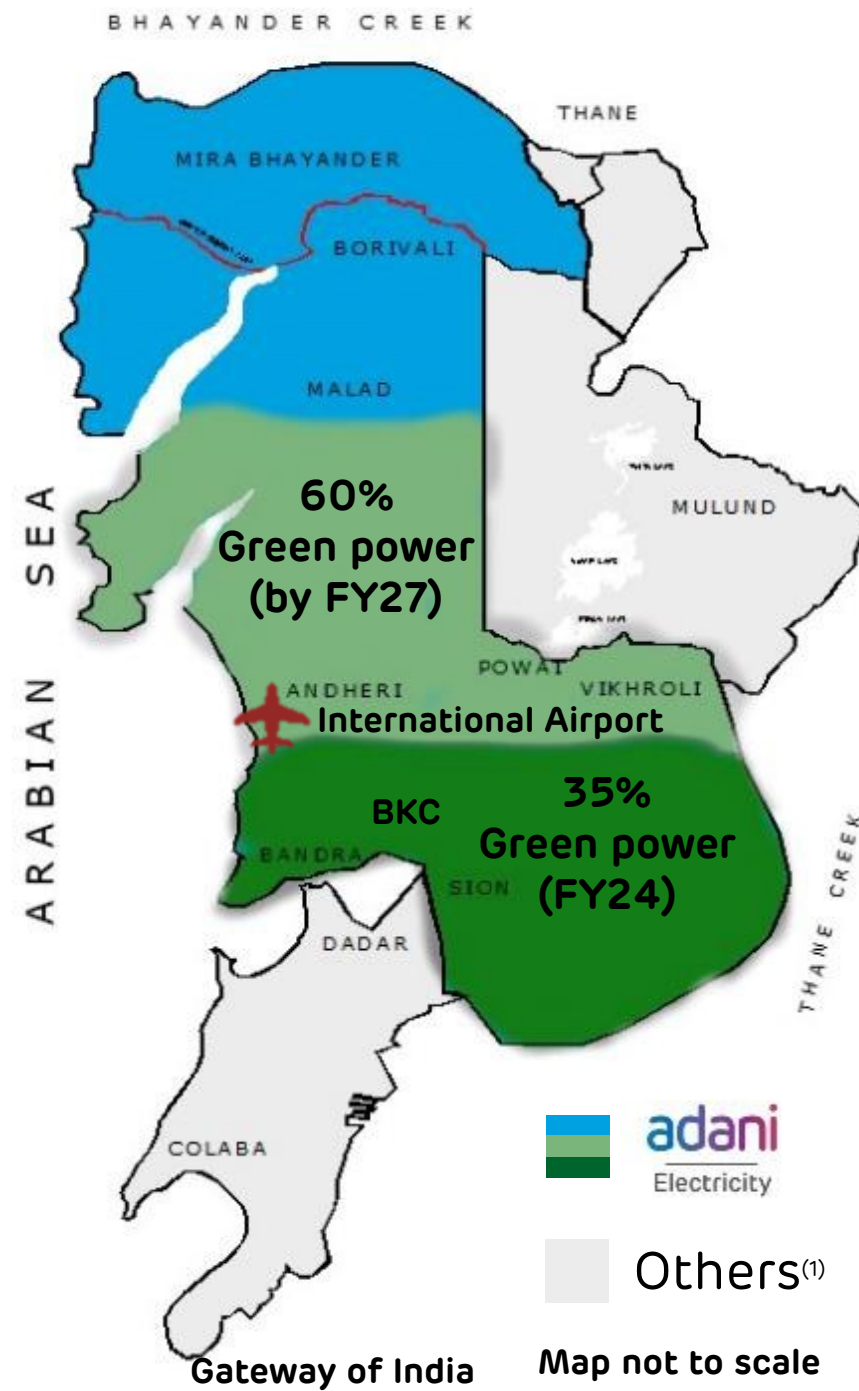 BHAYANDER CREEK
THANE
MIRA BHAYANDER
BORIVALI
MALAD
ARABIAN SEA
60%
Green power
(by FY27)
MULUND
POWAI
VIKHROLI
ANDHERI
International Airport
BKC
35%
Green power
(FY24)
BANDRA
SION
THANE CREEK
DADAR
COLABA
adani
Electricity
Others(1)
Gateway of India
Map not to scale